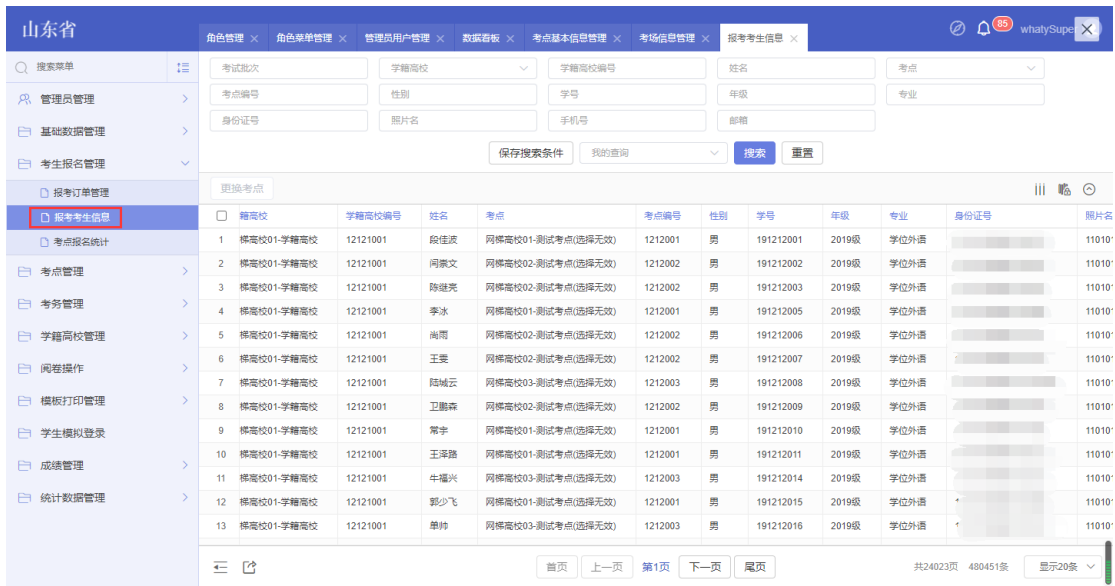 山东省
角色管理 × 角色菜单管理 × 管理员用户管理 × 数据看板 × 考点基本信息管理 × 考场信息管理 × 报考考生信息 ×
85 whatySupe
搜索菜单
管理员管理
基础数据管理
考生报名管理
报考订单管理
报考考生信息
考点报名统计
考点管理
考务管理
学籍高校管理
阅卷操作
模板打印管理
学生模拟登录
成绩管理
统计数据管理
考试批次 学籍高校 学籍高校编号 姓名 考点
考点编号 性别 学号 年级 专业
身份证号 照片名 手机号 邮箱
保存搜索条件 我的查询 搜索 重置
更换考点
籍高校 学籍高校编号 姓名 考点 考点编号 性别 学号 年级 专业 身份证号 照片名
1 梯高校01-学籍高校 12121001 段佳波 网梯高校01-测试考点(选择无效) 1212001 男 191212001 2019级 学位外语 11010
2 梯高校01-学籍高校 12121001 闾崇文 网梯高校02-测试考点(选择无效) 1212002 男 191212002 2019级 学位外语 11010
3 梯高校01-学籍高校 12121001 陈继亮 网梯高校02-测试考点(选择无效) 1212002 男 191212003 2019级 学位外语 11010
4 梯高校01-学籍高校 12121001 李冰 网梯高校01-测试考点(选择无效) 1212001 男 191212005 2019级 学位外语 11010
5 梯高校01-学籍高校 12121001 尚雨 网梯高校02-测试考点(选择无效) 1212002 男 191212006 2019级 学位外语 11010
6 梯高校01-学籍高校 12121001 王雯 网梯高校02-测试考点(选择无效) 1212002 男 191212007 2019级 学位外语 11010
7 梯高校01-学籍高校 12121001 陆城云 网梯高校03-测试考点(选择无效) 1212003 男 191212008 2019级 学位外语 11010
8 梯高校01-学籍高校 12121001 卫鹏森 网梯高校02-测试考点(选择无效) 1212002 男 191212009 2019级 学位外语 11010
9 梯高校01-学籍高校 12121001 常宇 网梯高校01-测试考点(选择无效) 1212001 男 191212010 2019级 学位外语 11010
10 梯高校01-学籍高校 12121001 王泽路 网梯高校01-测试考点(选择无效) 1212001 男 191212011 2019级 学位外语 11010
11 梯高校01-学籍高校 12121001 牛福兴 网梯高校03-测试考点(选择无效) 1212003 男 191212014 2019级 学位外语 11010
12 梯高校01-学籍高校 12121001 郭少飞 网梯高校01-测试考点(选择无效) 1212001 男 191212015 2019级 学位外语 11010
13 梯高校01-学籍高校 12121001 单帅 网梯高校03-测试考点(选择无效) 1212003 男 191212016 2019级 学位外语 11010
首页 上一页 第1页 下一页 尾页 共24023页 480451条 显示20条